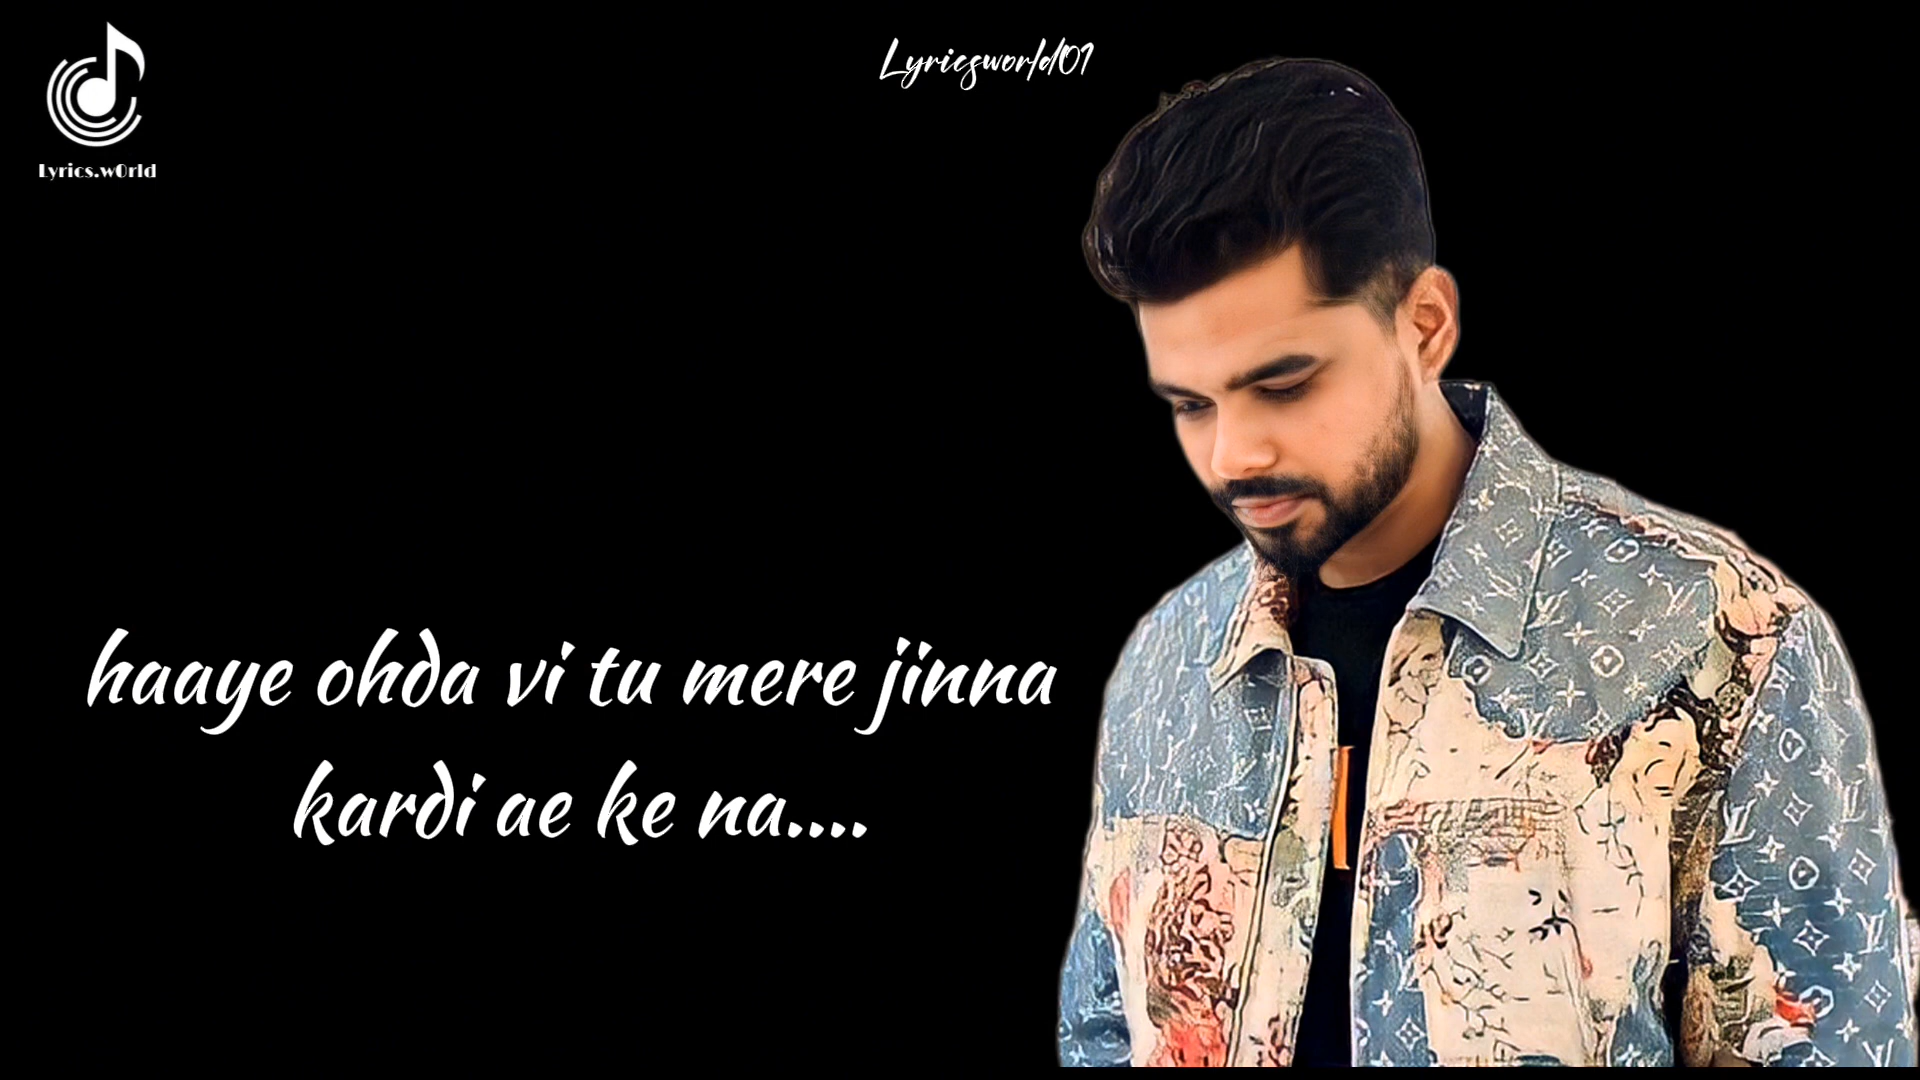 Lyricsworld01
Lyrics.w0rld
haaye ohda vi tu mere jinna
kardi ae ke na....